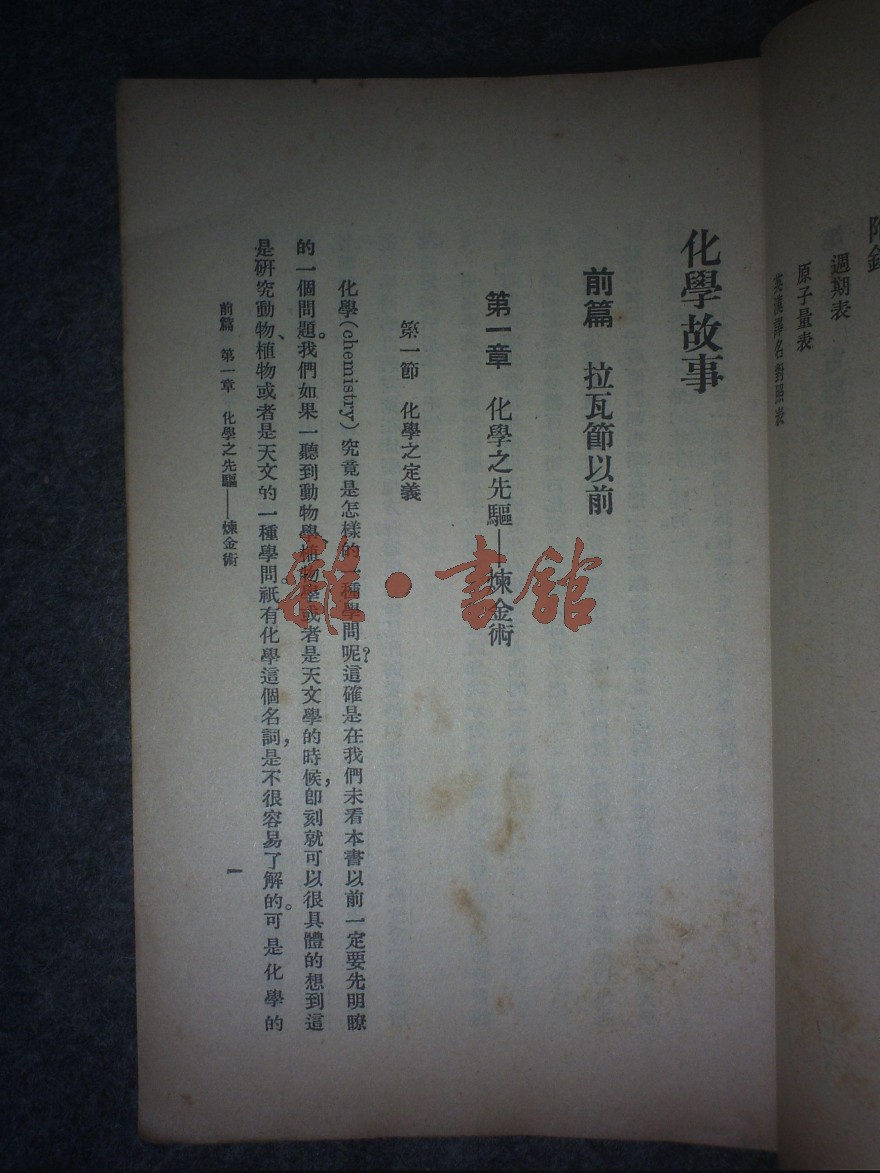 附錄
週期表
原子量表
英漢譯名對照表
化學故事
前篇 拉瓦節以前
第一章 化學之先驅——煉金術
第一節 化學之定義
化學(chemistry)究竟是怎樣的一種學問呢?這確是在我們未看本書以前一定要先明瞭
的一個問題。我們如果一聽到動物學、植物學或者是天文學的時候,即刻就可以很具體的想到這
是研究動物、植物或者是天文的一種學問。祇有化學這個名詞,是不很容易了解的。可是化學的
前篇 第一章 化學之先驅——煉金術
一
雜·書館